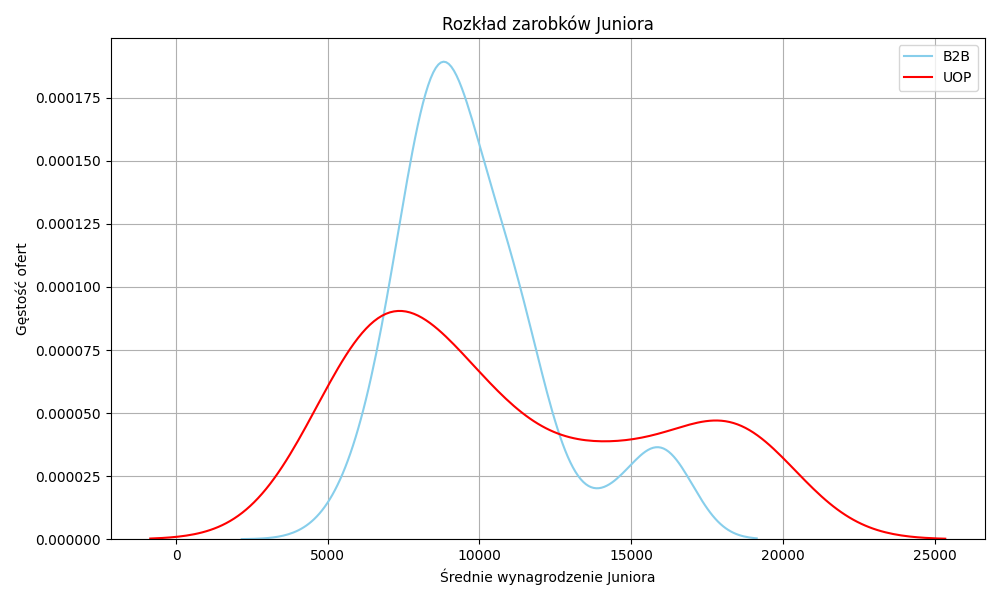 Rozkład zarobków Juniora
B2B
UOP
Gęstość ofert
0.000175
0.000150
0.000125
0.000100
0.000075
0.000050
0.000025
0.000000
0
5000
10000
15000
20000
25000
Średnie wynagrodzenie Juniora